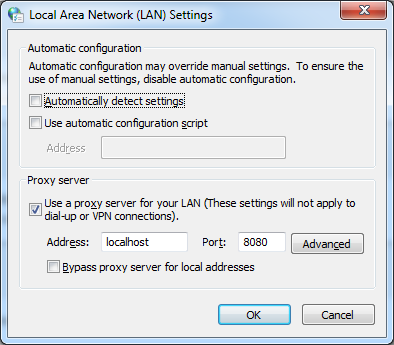 Local Area Network (LAN) Settings
Automatic configuration
Automatic configuration may override manual settings. To ensure the
use of manual settings, disable automatic configuration.
Automatically detect settings
Use automatic configuration script
Address
Proxy server
Use a proxy server for your LAN (These settings will not apply to
dial-up or VPN connections).
Address: localhost Port: 8080 Advanced
Bypass proxy server for local addresses
OK Cancel